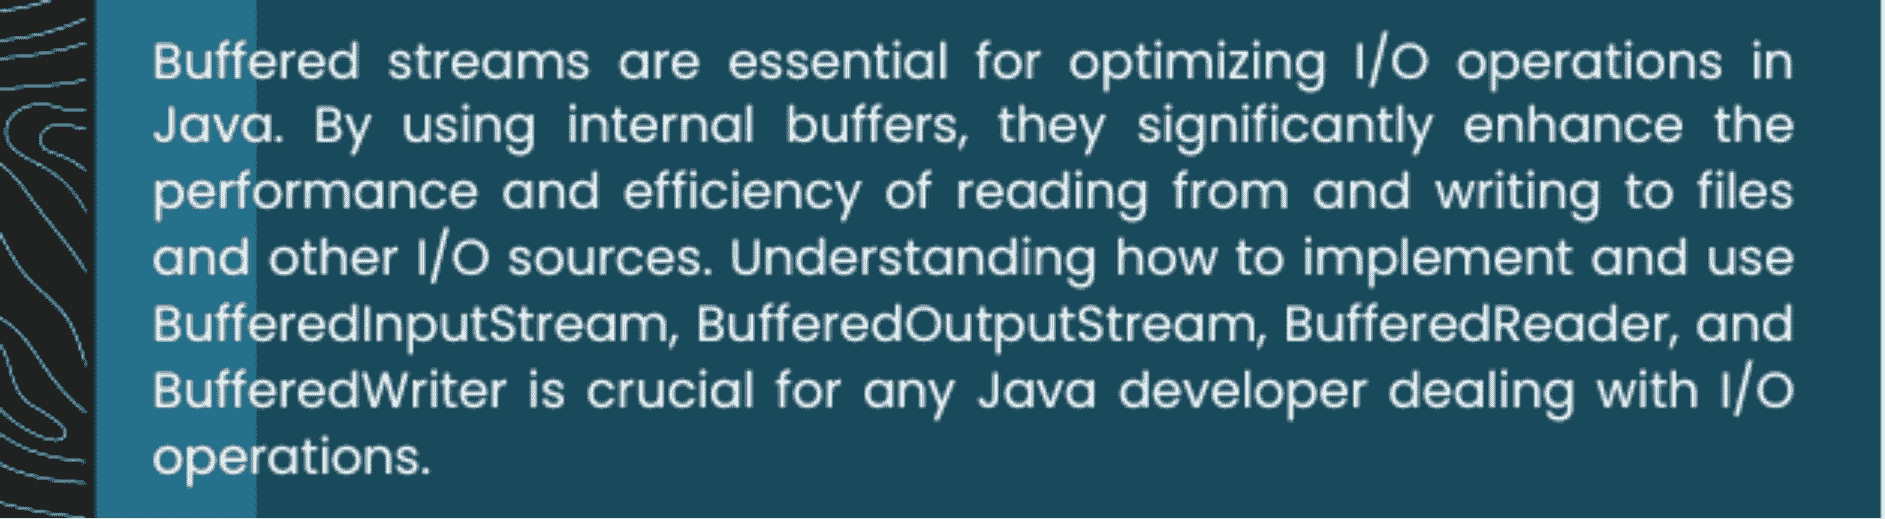 Buffered streams are essential for optimizing I/O operations in
Java. By using internal buffers, they significantly enhance the
performance and efficiency of reading from and writing to files
and other I/O sources. Understanding how to implement and use
BufferedInputStream, BufferedOutputStream, BufferedReader, and
BufferedWriter is crucial for any Java developer dealing with I/O
operations.